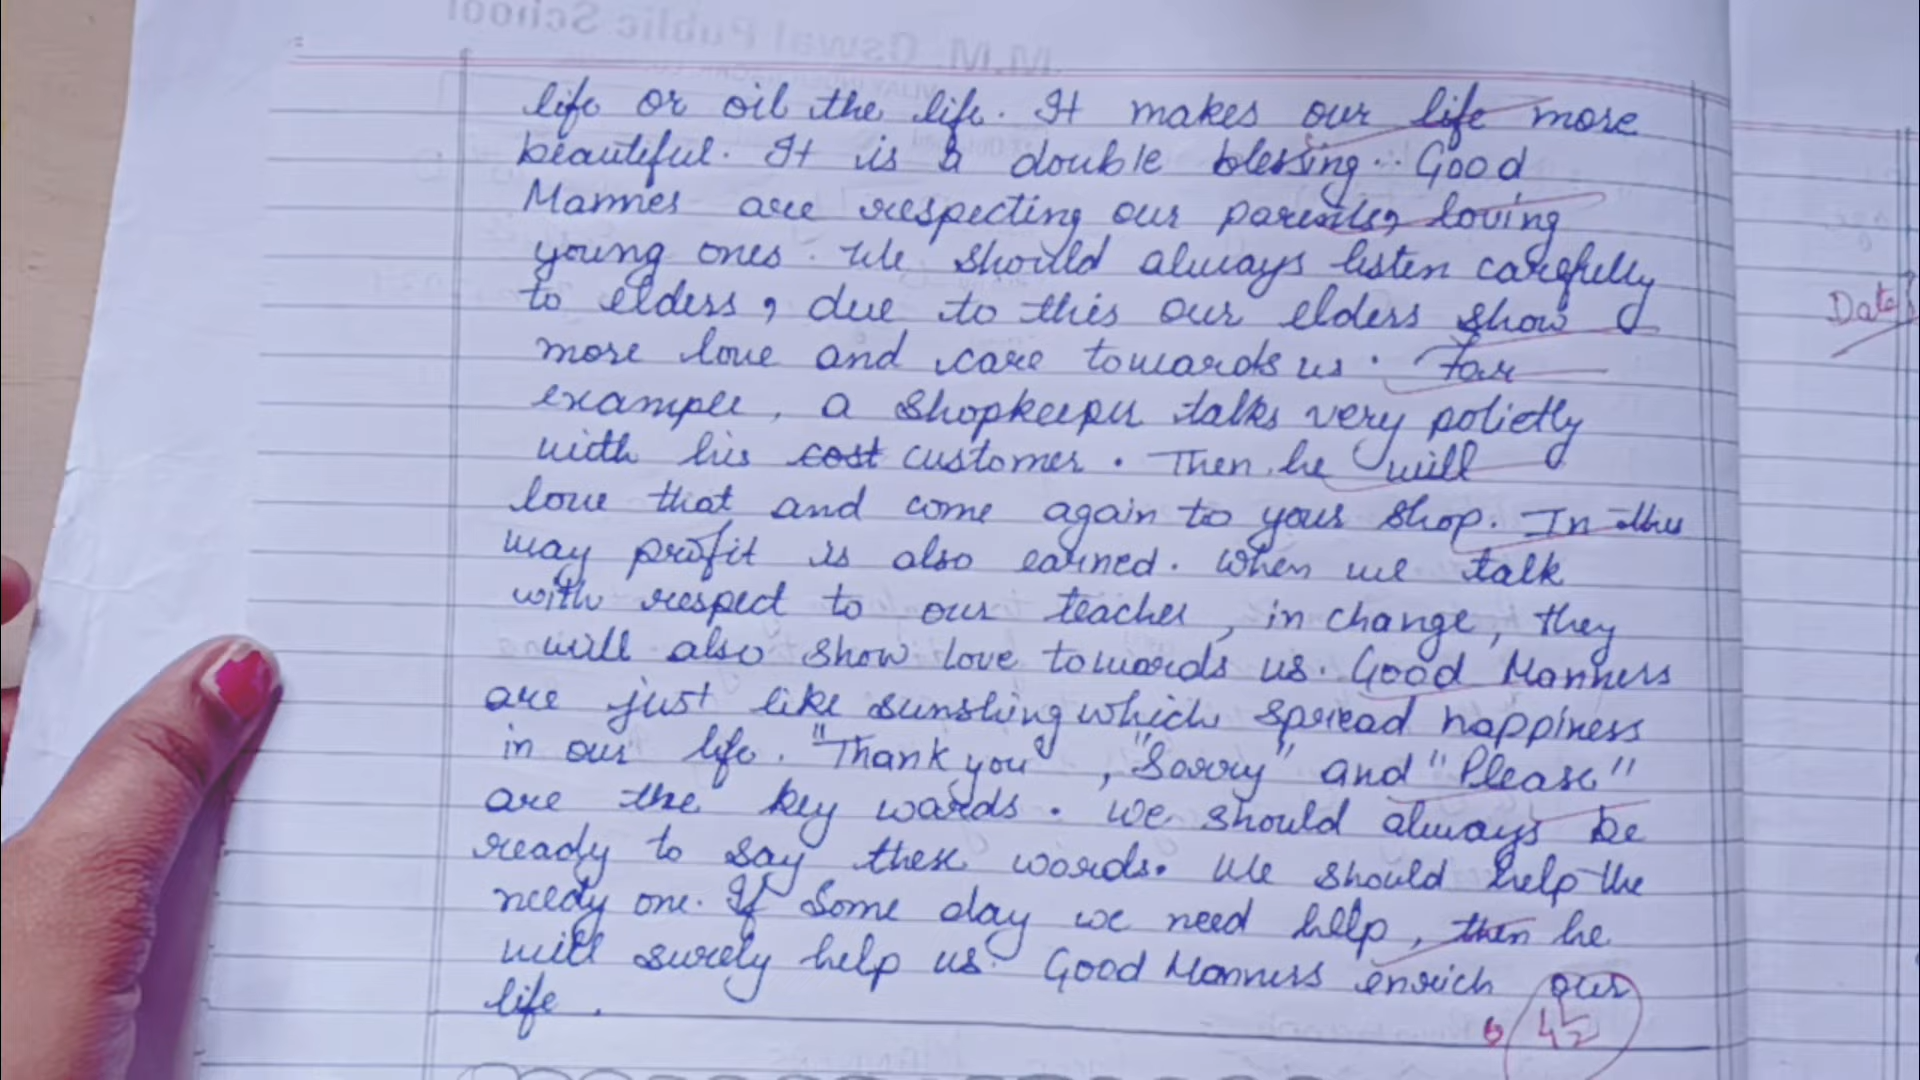 M.M. Oswal Public School
life or oil the life. It makes our life more
beautiful. It is a double blessing. Good
Mannes are respecting our parents, loving
young ones. We should always listen carefully
to elders, due to this our elders show
more love and care towards us. For
example, a shopkeeper talks very polietly
with his cost customer. Then he will
love that and come again to your shop. In this
way profit is also earned. When we talk
with respect to our teacher, in change, they
will also show love towards us. Good Manners
are just like sunshing which spread happiness
in our life. "Thank you", "Sorry" and "Please"
are the key words. We should always be
ready to say these words. We should help the
needy one. If some day we need help, then he
will surely help us. Good Manners enrich our
life.
Date